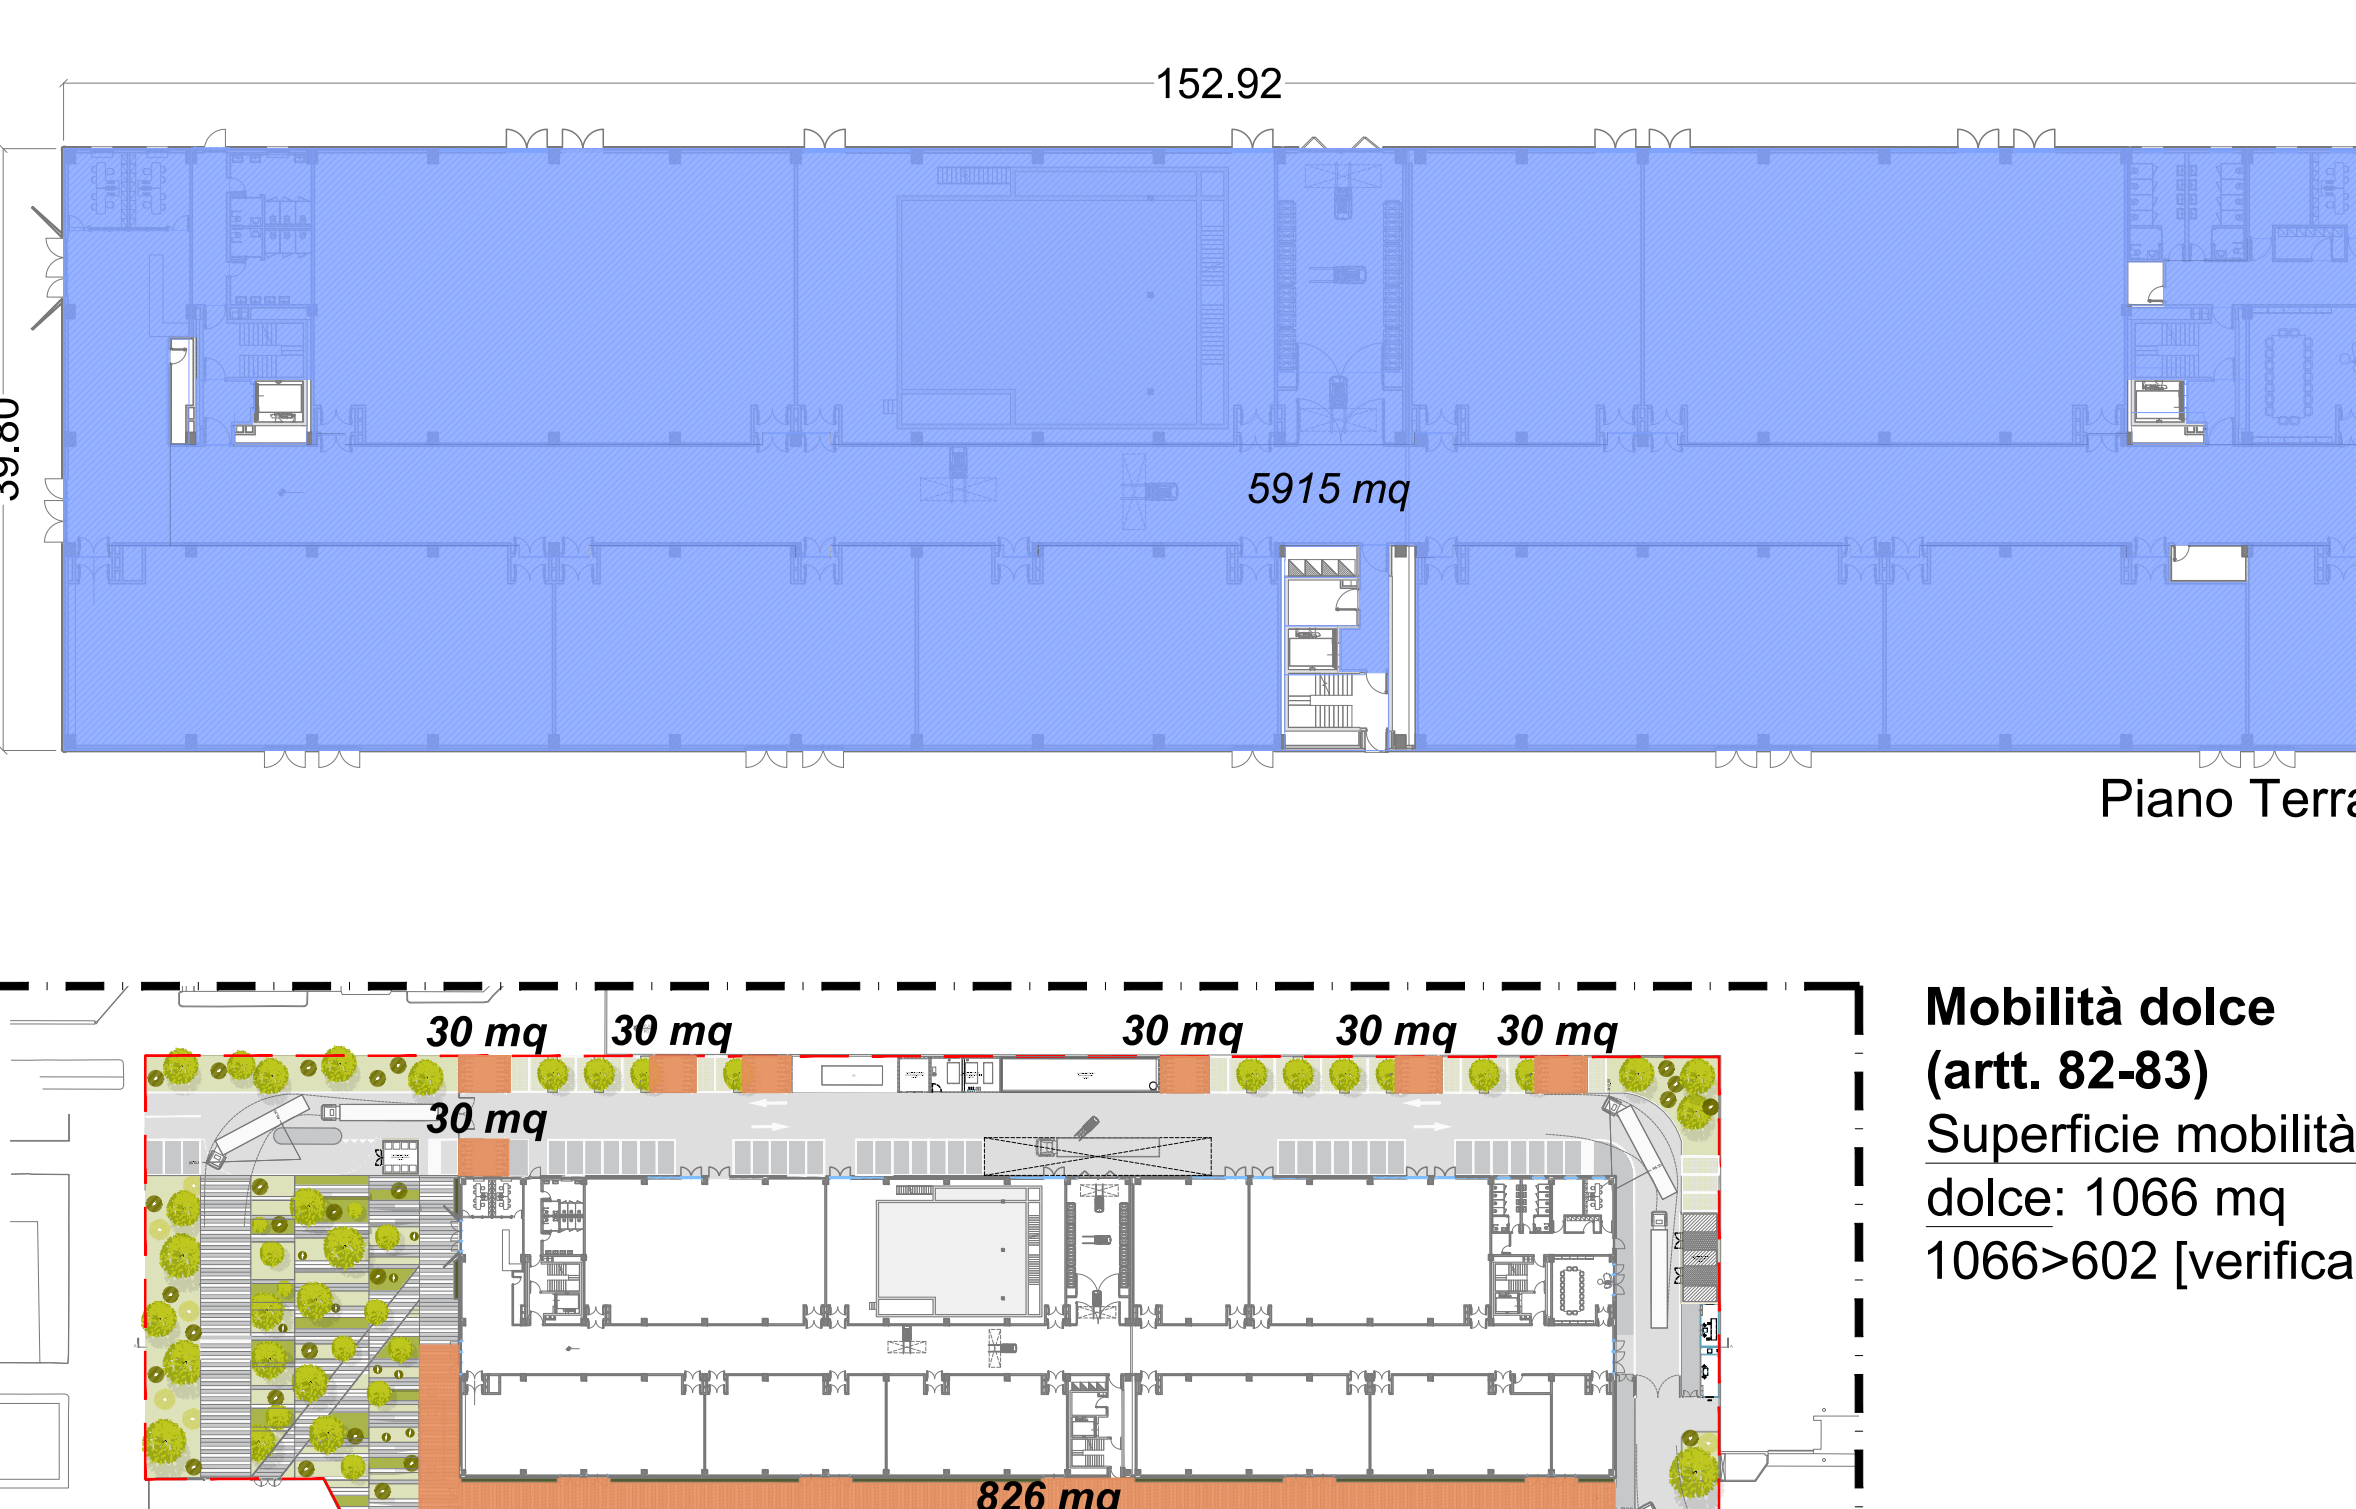 152.92
39.80
5915 mq
Piano Terra
30 mq
30 mq
30 mq
30 mq
30 mq
30 mq
826 mq
Mobilità dolce
(artt. 82-83)
Superficie mobilità
dolce: 1066 mq
1066>602 [verifica